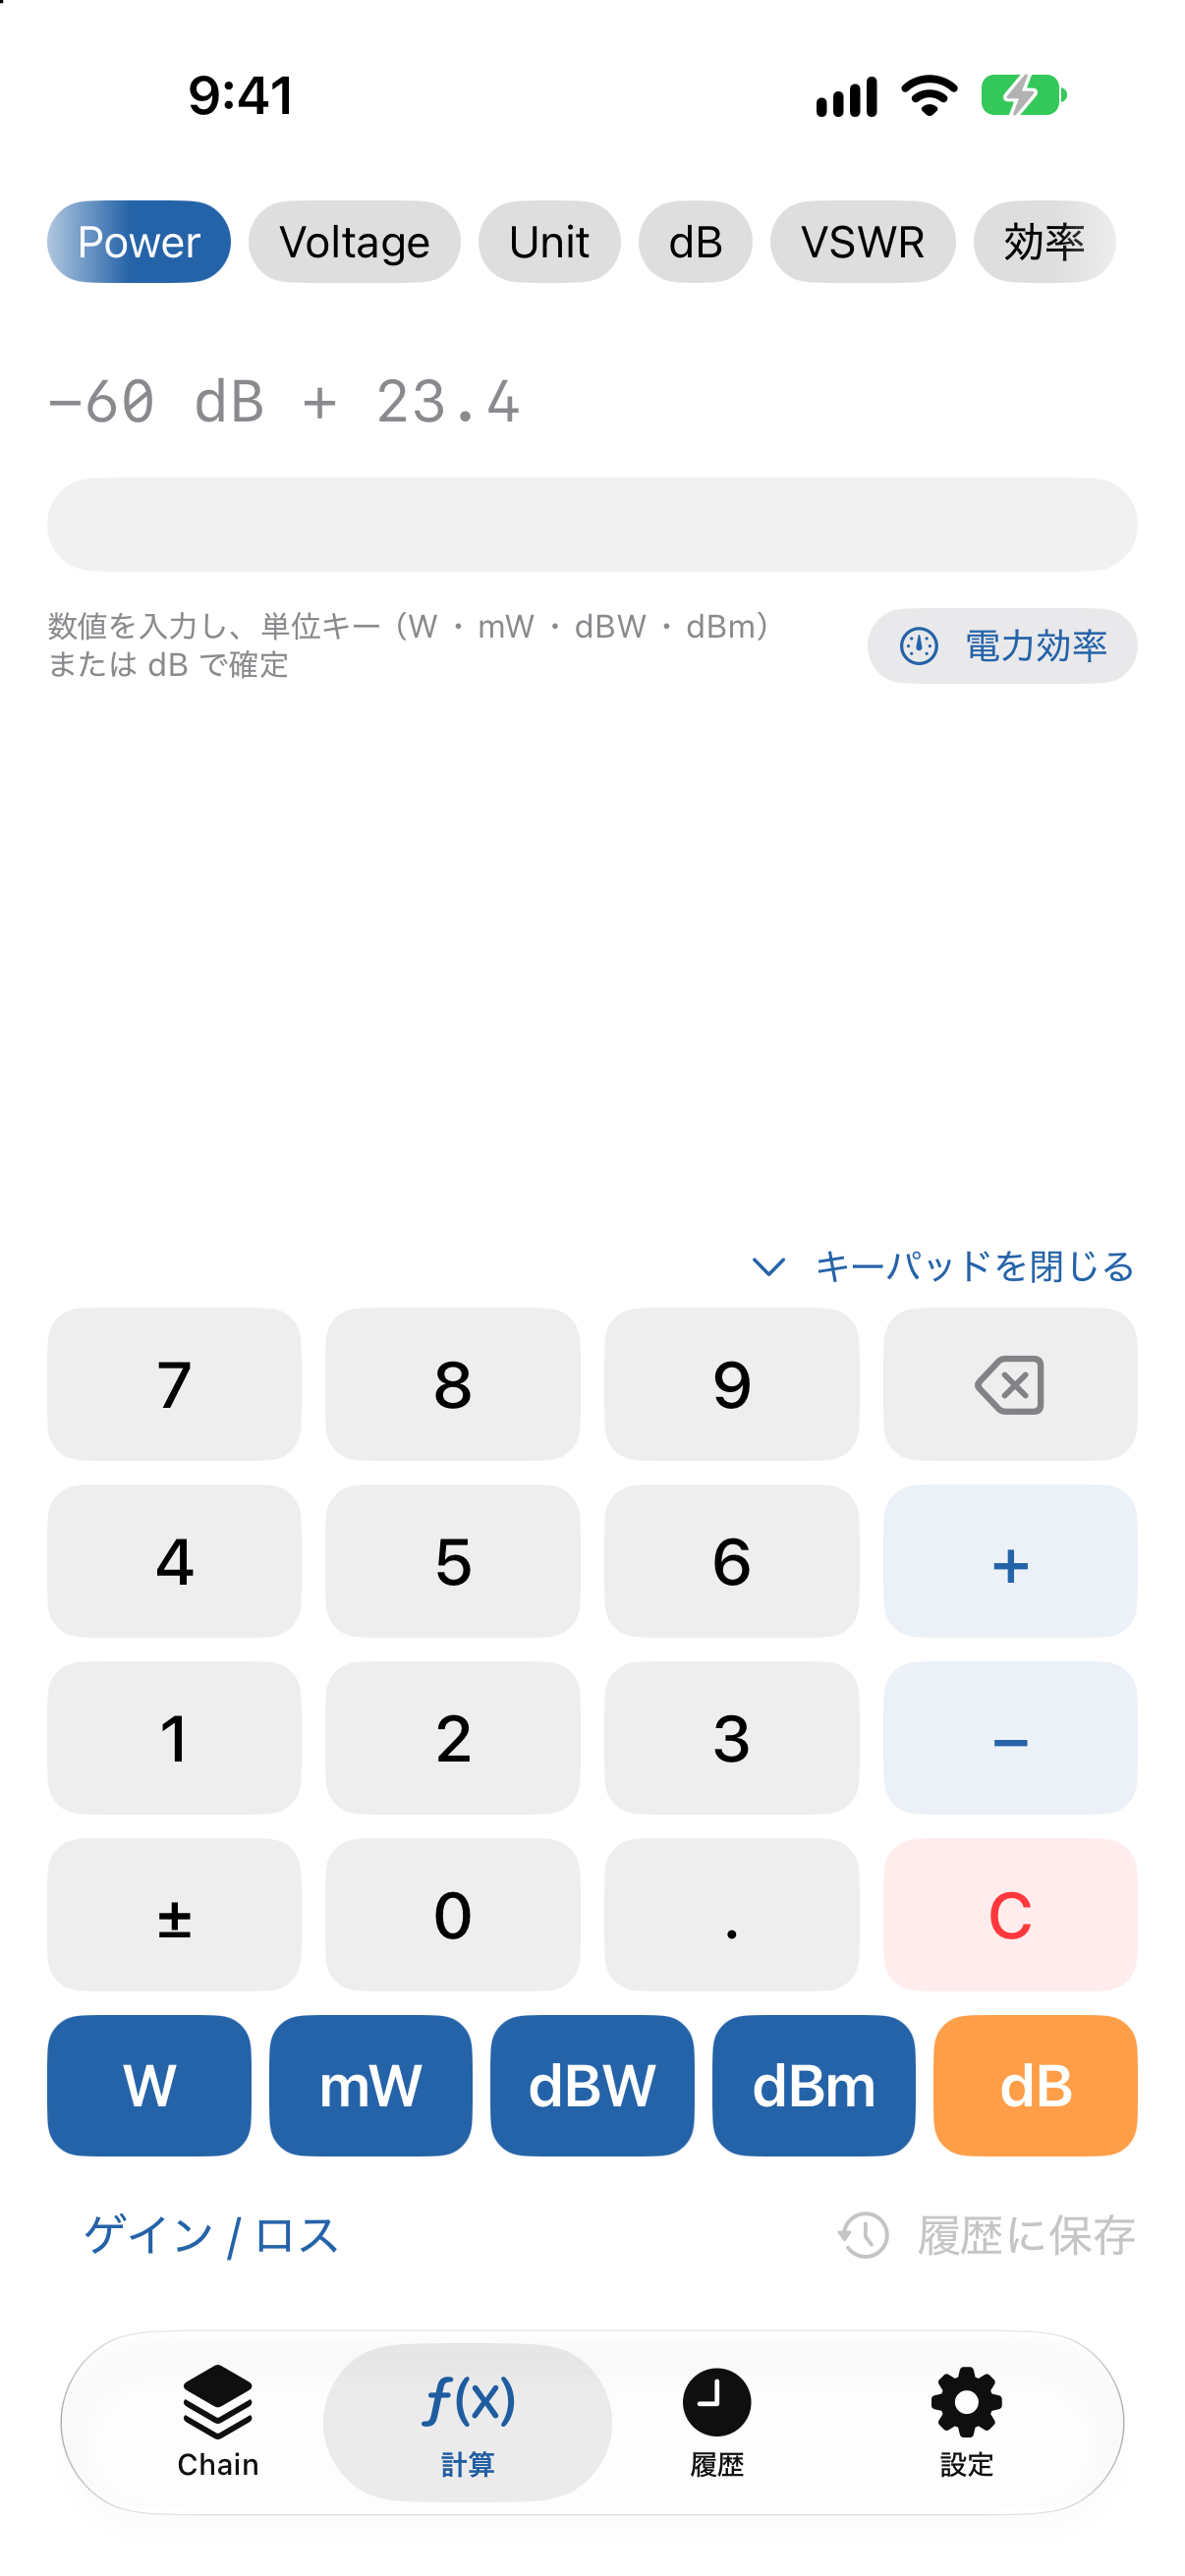 9:41
Power Voltage Unit dB VSWR 効率
−60 dB + 23.4
数値を入力し、単位キー（W・mW・dBW・dBm）
または dB で確定
電力効率
キーパッドを閉じる
7 8 9
4 5 6 +
1 2 3 −
± 0 . C
W mW dBW dBm dB
ゲイン / ロス 履歴に保存
f(x)
Chain 計算 履歴 設定